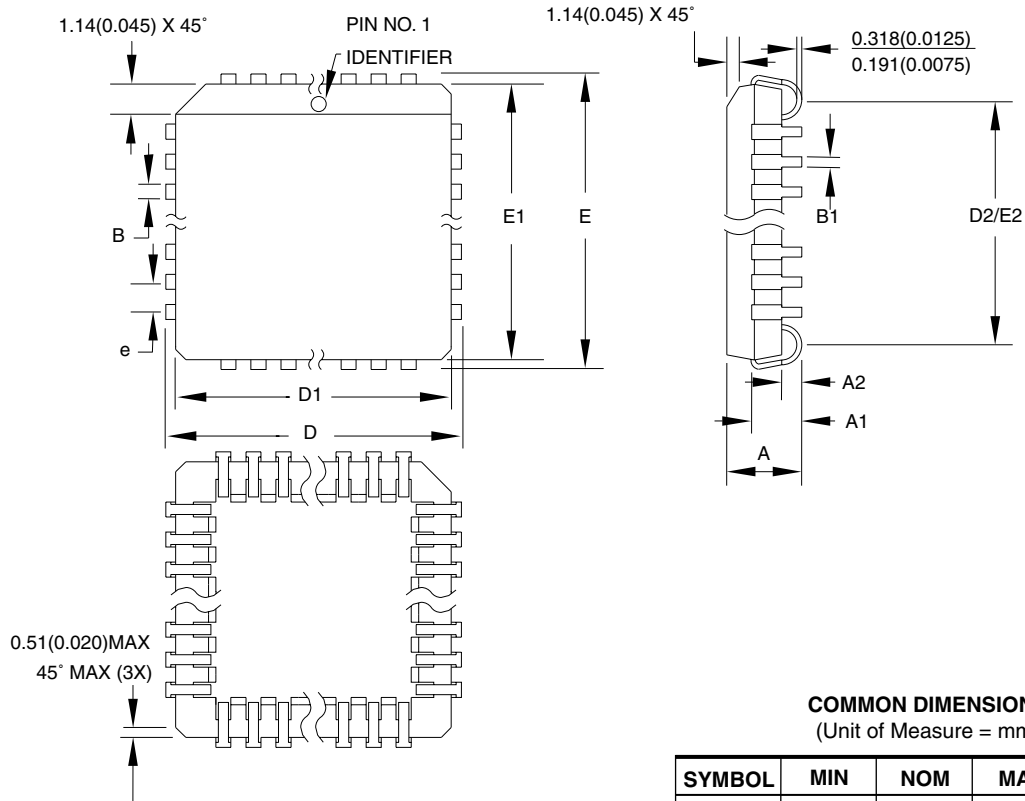 1.14(0.045) X 45˚
PIN NO. 1
IDENTIFIER
1.14(0.045) X 45˚
0.318(0.0125)
0.191(0.0075)
E1
E
B1
D2/E2
B
e
A2
A1
A
D1
D
0.51(0.020)MAX
45˚ MAX (3X)
COMMON DIMENSION
(Unit of Measure = mm
SYMBOL MIN NOM MA